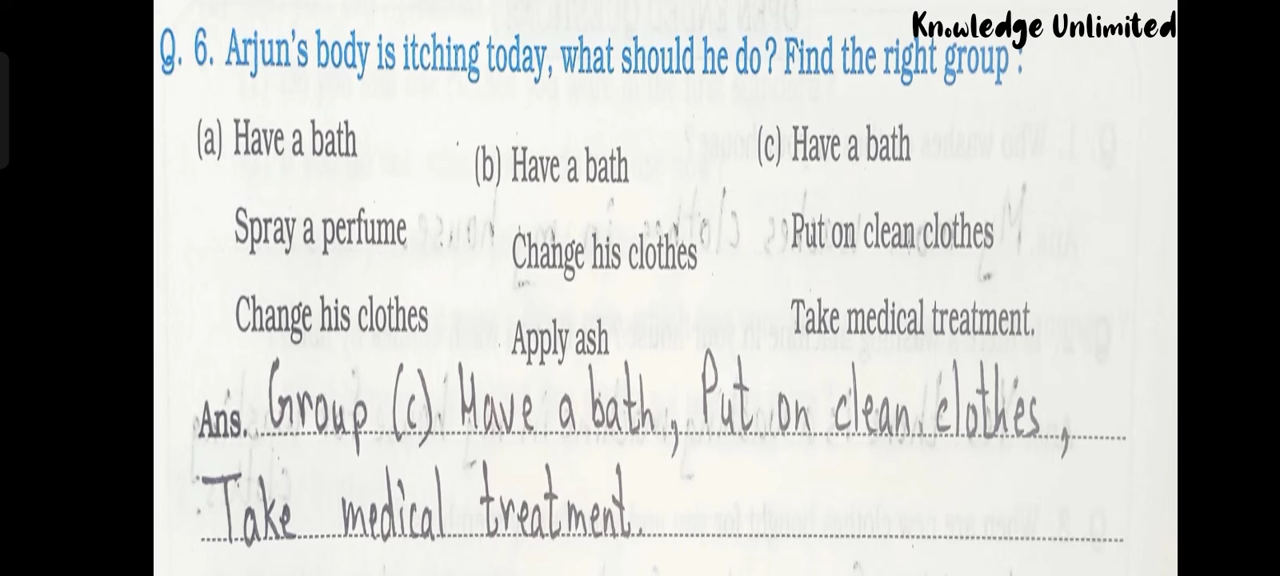 Knowledge Unlimited
Q. 6. Arjun's body is itching today, what should he do? Find the right group :
(a) Have a bath
Spray a perfume
Change his clothes
(b) Have a bath
Change his clothes
Apply ash
(c) Have a bath
Put on clean clothes
Take medical treatment.
Ans. Group (c). Have a bath, Put on clean clothes,
Take medical treatment.